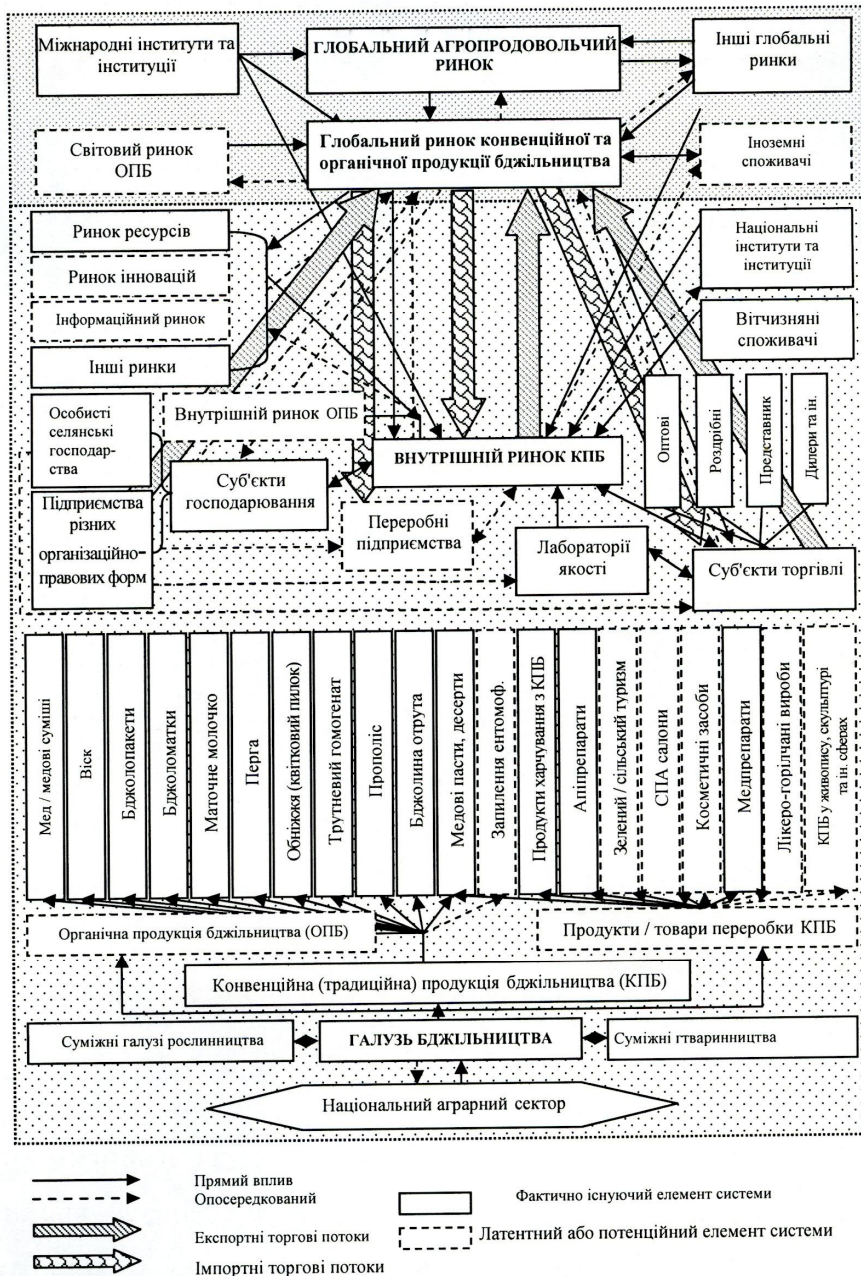 Міжнародні інститути та
інституції
ГЛОБАЛЬНИЙ АГРОПРОДОВОЛЬЧИЙ
РИНОК
Інші глобальні
ринки
Світовий ринок
ОПБ
Глобальний ринок конвенційної та
органічної продукції бджільництва
Іноземні
споживачі
Ринок ресурсів
Ринок інновацій
Інформаційний ринок
Інші ринки
Національні
інститути та
інституції
Вітчизняні
споживачі
Особисті
селянські
господар-
ства
Внутрішній ринок ОПБ
ВНУТРІШНІЙ РИНОК КПБ
Оптові
Роздрібні
Представник
Дилери та ін.
Підприємства
різних
організаційно-
правових форм
Суб'єкти
господарювання
Переробні
підприємства
Лабораторії
якості
Суб'єкти торгівлі
Мед / медові суміші
Віск
Бджолопакети
Бджоломатки
Маточне молочко
Перга
Обніжжя (квітковий пилок)
Трутневий гомогенат
Прополіс
Бджолина отрута
Медові пасти, десерти
Запилення ентомоф.
Продукти харчування з КПБ
Апіпрепарати
Зелений / сільський туризм
СПА салони
Косметичні засоби
Медпрепарати
Лікеро-горілчані вироби
КПБ у живопису, скульптурі
та ін. сферах
Органічна продукція бджільництва (ОПБ)
Продукти / товари переробки КПБ
Конвенційна (традиційна) продукція бджільництва (КПБ)
Суміжні галузі рослинництва
ГАЛУЗЬ БДЖІЛЬНИЦТВА
Суміжні гтваринництва
Національний аграрний сектор
Прямий вплив
Опосередкований
Експортні торгові потоки
Імпортні торгові потоки
Фактично існуючий елемент системи
Латентний або потенційний елемент системи